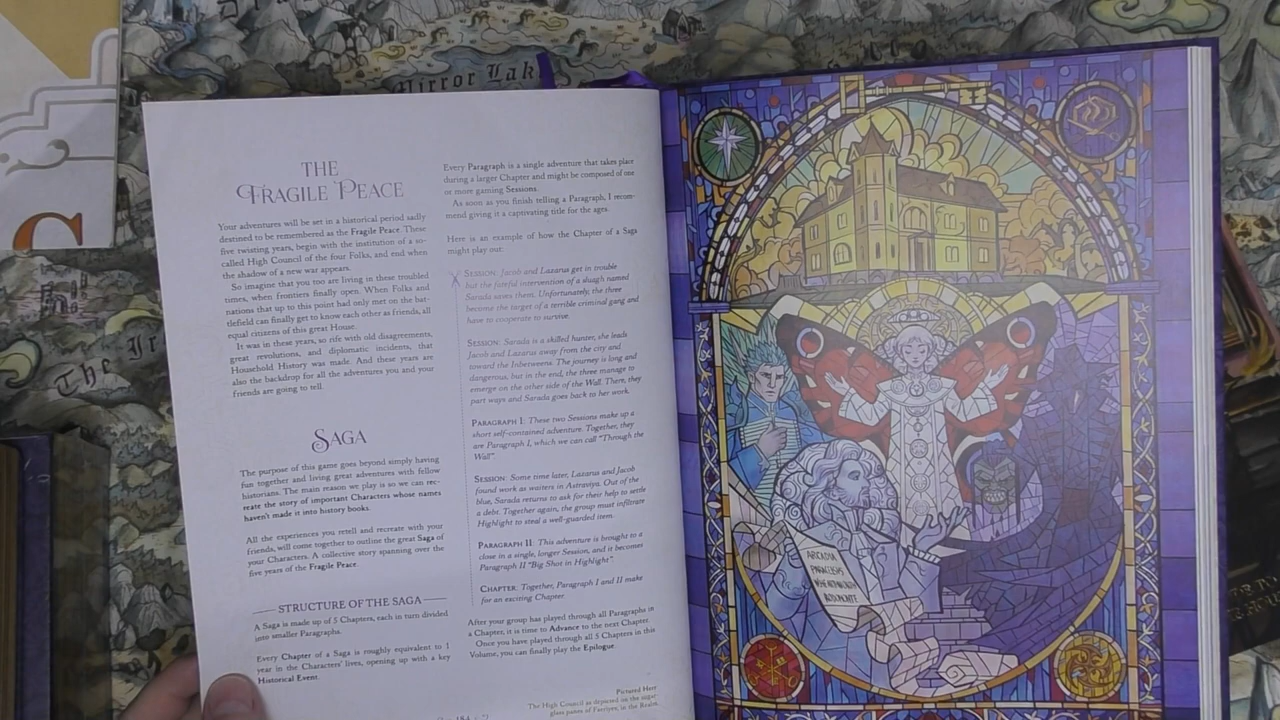 Mirror Lake
The
C
THE
FRAGILE PEACE
Your adventures will be set in a historical period sadly
destined to be remembered as the Fragile Peace. These
five twisting years, begin with the institution of a so-
called High Council of the four Folks, and end when
the shadow of a new war appears.
So imagine that you too are living in these troubled
times, when frontiers finally open. When Folks and
nations that up to this point had only met on the bat-
tlefield can finally get to know each other as friends, all
equal citizens of this great House.
It was in these years, so rife with old disagreements,
great revolutions, and diplomatic incidents, that
Household History was made. And these years are
also the backdrop for all the adventures you and your
friends are going to tell.
SAGA
The purpose of this game goes beyond simply having
fun together and living great adventures with fellow
historians. The main reason we play is so we can rec-
reate the story of important Characters whose names
haven't made it into history books.
All the experiences you retell and recreate with your
friends, will come together to outline the great Saga of
your Characters. A collective story spanning over the
five years of the Fragile Peace.
STRUCTURE OF THE SAGA
A Saga is made up of 5 Chapters, each in turn divided
into smaller Paragraphs.
Every Chapter of a Saga is roughly equivalent to 1
year in the Characters' lives, opening up with a key
Historical Event.
Every Paragraph is a single adventure that takes place
during a larger Chapter and might be composed of one
or more gaming Sessions.
As soon as you finish telling a Paragraph, I recom-
mend giving it a captivating title for the ages.
Here is an example of how the Chapter of a Saga
might play out:
SESSION: Jacob and Lazarus get in trouble
but the fateful intervention of a sluagh named
Sarada saves them. Unfortunately, the three
become the target of a terrible criminal gang and
have to cooperate to survive.
SESSION: Sarada is a skilled hunter, she leads
Jacob and Lazarus away from the city and
toward the Inbetweens. The journey is long and
dangerous, but in the end, the three manage to
emerge on the other side of the Wall. There, they
part ways and Sarada goes back to her work.
PARAGRAPH I: These two Sessions make up a
short self-contained adventure. Together, they
are Paragraph I, which we can call "Through the
Wall".
SESSION: Some time later, Lazarus and Jacob
found work as waiters in Astraviya. Out of the
blue, Sarada returns to ask for their help to settle
a debt. Together again, the group must infiltrate
Highlight to steal a well-guarded item.
PARAGRAPH II: This adventure is brought to a
close in a single, longer Session, and it becomes
Paragraph II "Big Shot in Highlight".
CHAPTER: Together, Paragraph I and II make
for an exciting Chapter
After your group has played through all Paragraphs in
a Chapter, it is time to Advance to the next Chapter.
Once you have played through all 5 Chapters in this
Volume, you can finally play the Epilogue.
Pictured Here
The High Council as depicted on the sugar-
glass panes of Faeriyee, in the Realm.
184
ARCADIA